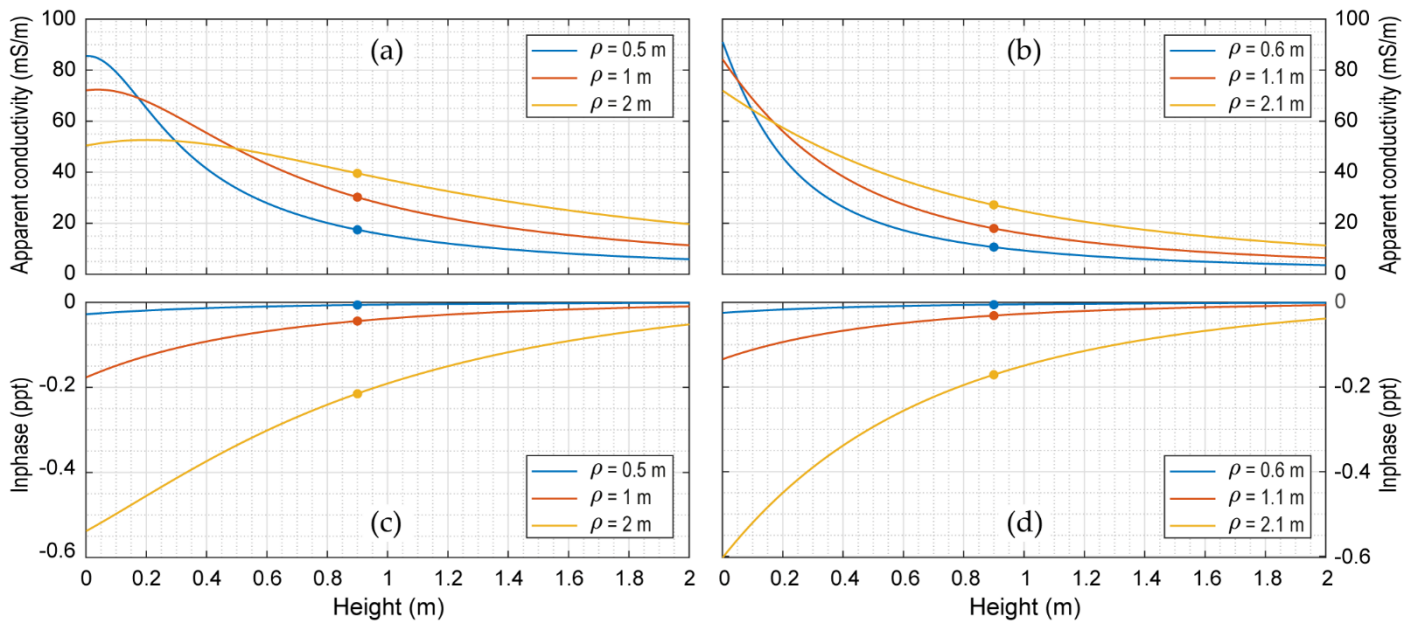 100
80
60
40
20
0
Apparent conductivity (mS/m)
(a)
ρ = 0.5 m
ρ = 1 m
ρ = 2 m
(b)
ρ = 0.6 m
ρ = 1.1 m
ρ = 2.1 m
100
80
60
40
20
0
Apparent conductivity (mS/m)
0
-0.2
-0.4
-0.6
Inphase (ppt)
(c)
ρ = 0.5 m
ρ = 1 m
ρ = 2 m
0 0.2 0.4 0.6 0.8 1 1.2 1.4 1.6 1.8 2
Height (m)
(d)
ρ = 0.6 m
ρ = 1.1 m
ρ = 2.1 m
0
-0.2
-0.4
-0.6
Inphase (ppt)
0 0.2 0.4 0.6 0.8 1 1.2 1.4 1.6 1.8 2
Height (m)